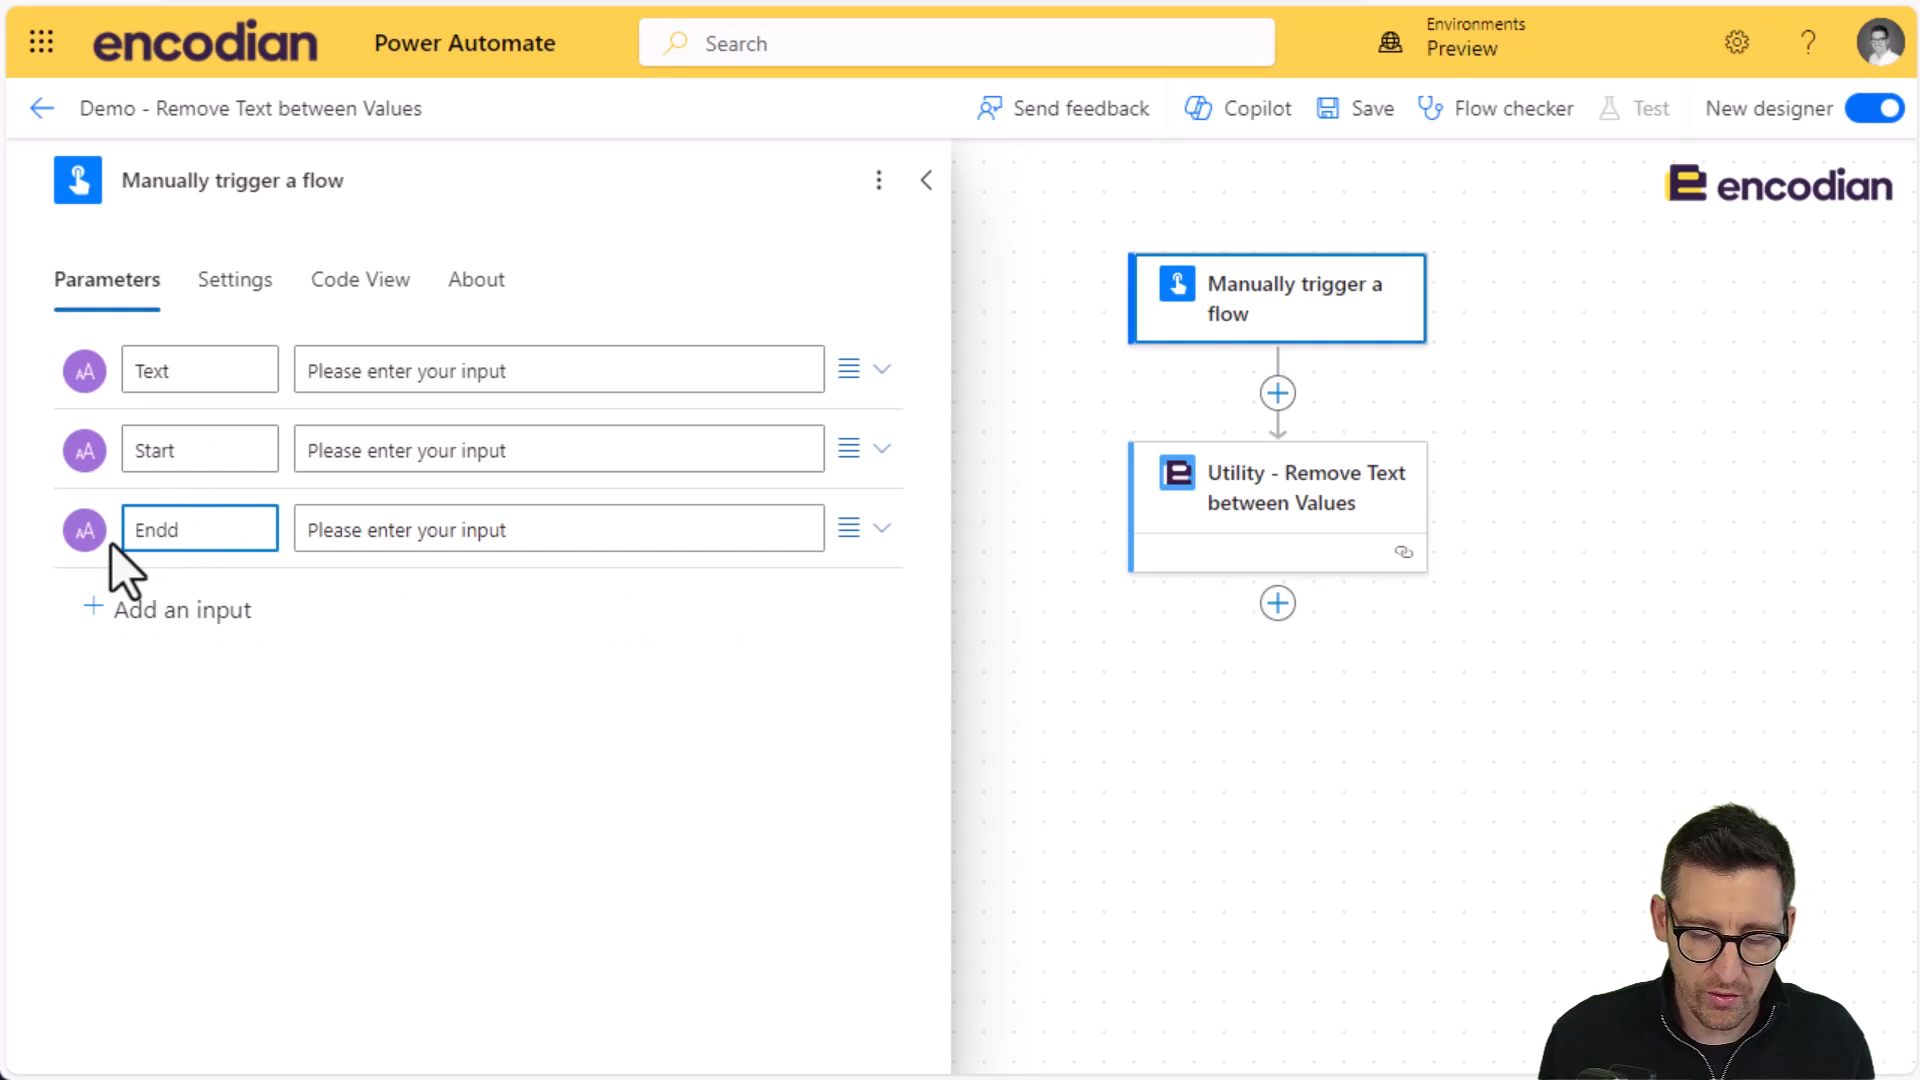 encodian
Power Automate
Search
Environments
Preview
Demo - Remove Text between Values
Send feedback
Copilot
Save
Flow checker
Test
New designer
Manually trigger a flow
encodian
Parameters
Settings
Code View
About
Text
Please enter your input
Start
Please enter your input
Endd
Please enter your input
Add an input
Manually trigger a
flow
Utility - Remove Text
between Values